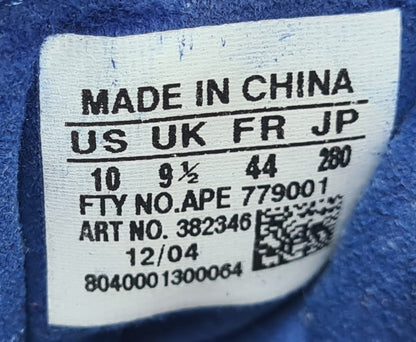 MADE IN CHINA
US UK FR JP
10 9½ 44 280
FTY NO.APE 779001
ART NO. 382346
12/04
8040001300064